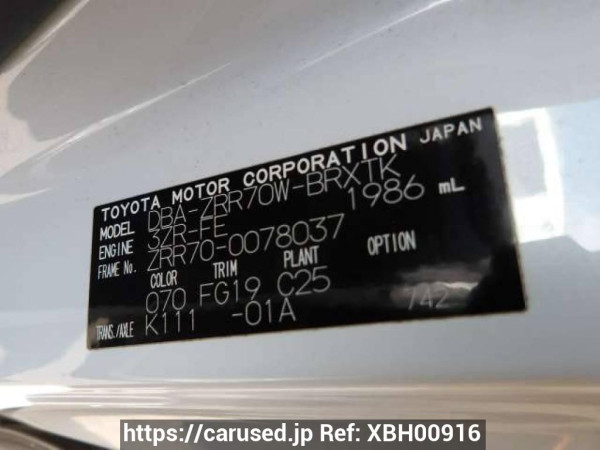 TOYOTA MOTOR CORPORATION JAPAN
MODEL DBA-ZRR70W-BRXTK
ENGINE 3ZR-FE 1986 mL
FRAME No. ZRR70-0078037
COLOR TRIM PLANT OPTION
070 FG19 C25 742
TRANS./AXLE K111 -01A
https://carused.jp Ref: XBH00916